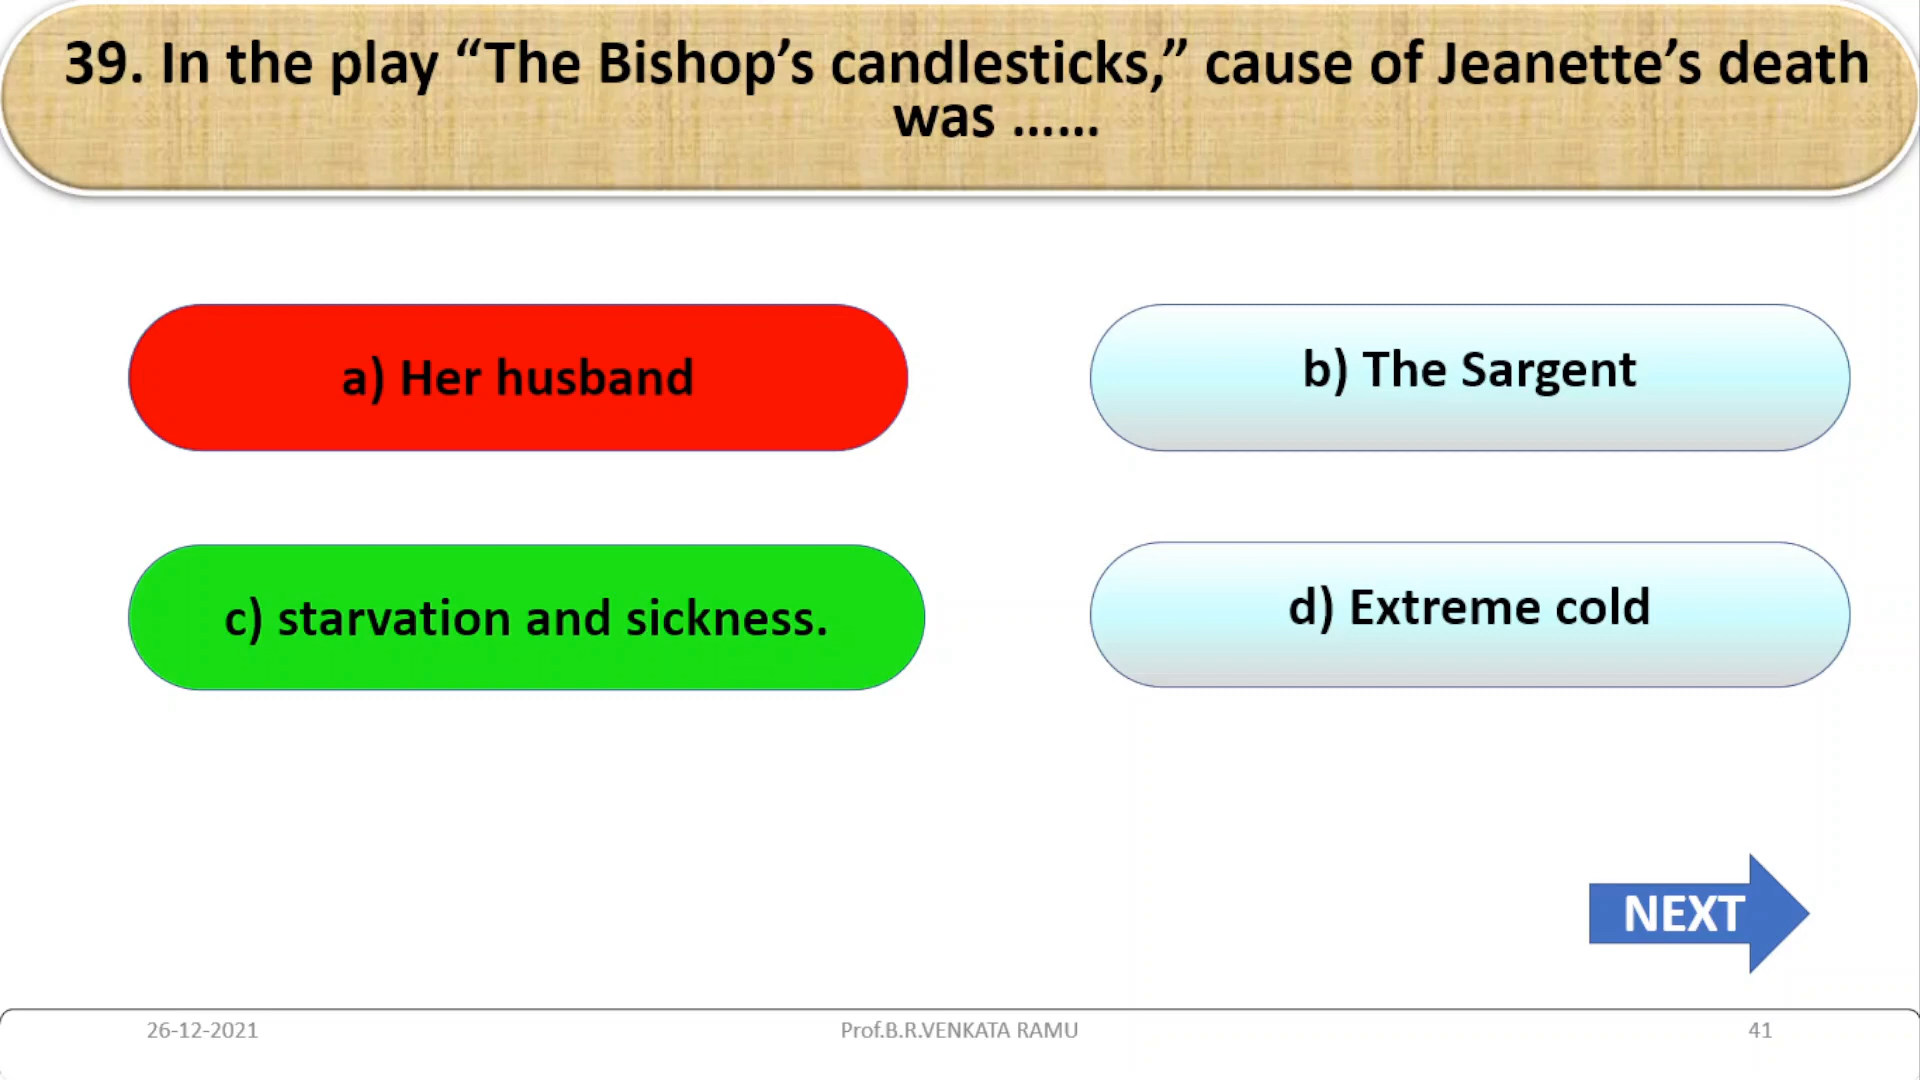 39. In the play “The Bishop’s candlesticks,” cause of Jeanette’s death
was ……
a) Her husband
b) The Sargent
c) starvation and sickness.
d) Extreme cold
NEXT
26-12-2021
Prof.B.R.VENKATA RAMU
41